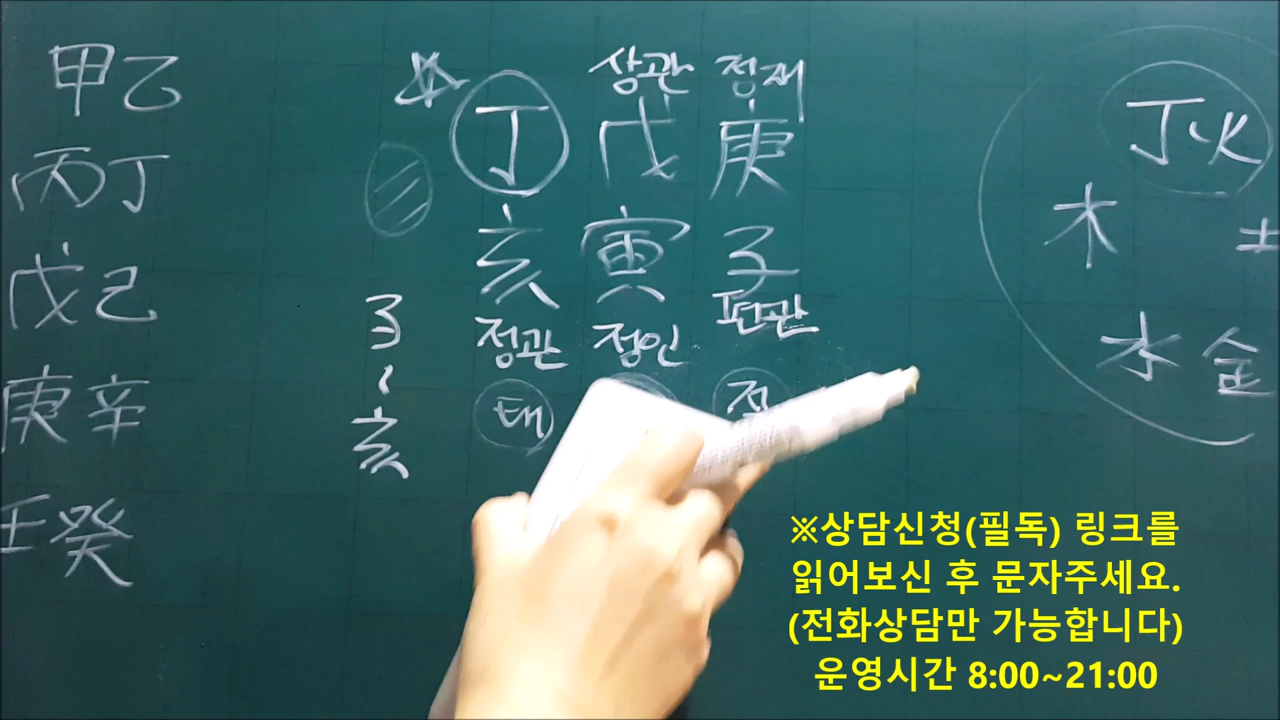 甲乙
丙丁
戊己
庚辛
壬癸
상관 정재
丁戊庚
亥寅子
정관 정인 편관
태 절
3
~
亥
丁火
木 土
水 金
※상담신청(필독) 링크를
읽어보신 후 문자주세요.
(전화상담만 가능합니다)
운영시간 8:00~21:00